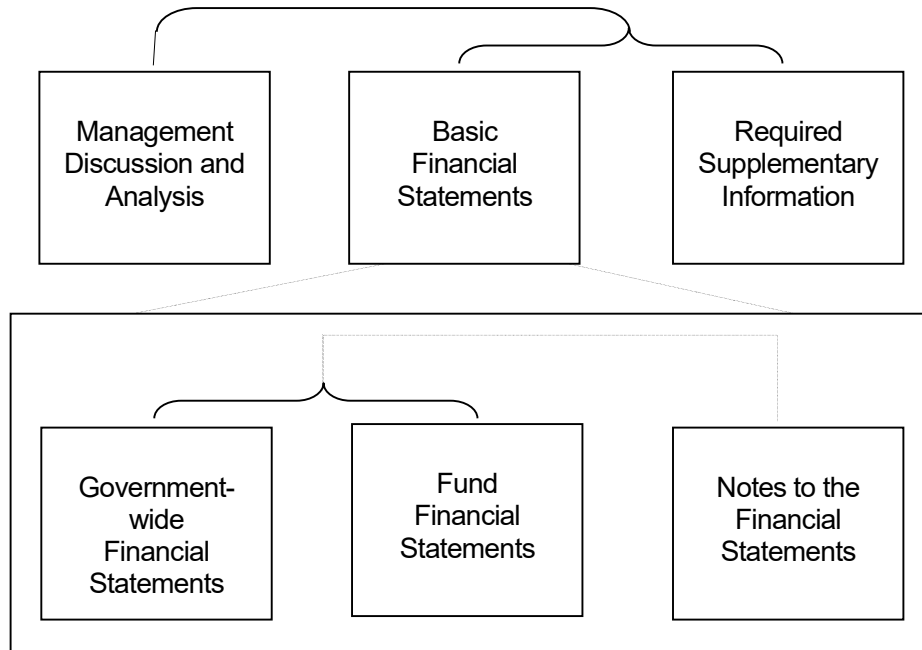 Management
Discussion and
Analysis
Basic
Financial
Statements
Required
Supplementary
Information
Government-
wide
Financial
Statements
Fund
Financial
Statements
Notes to the
Financial
Statements